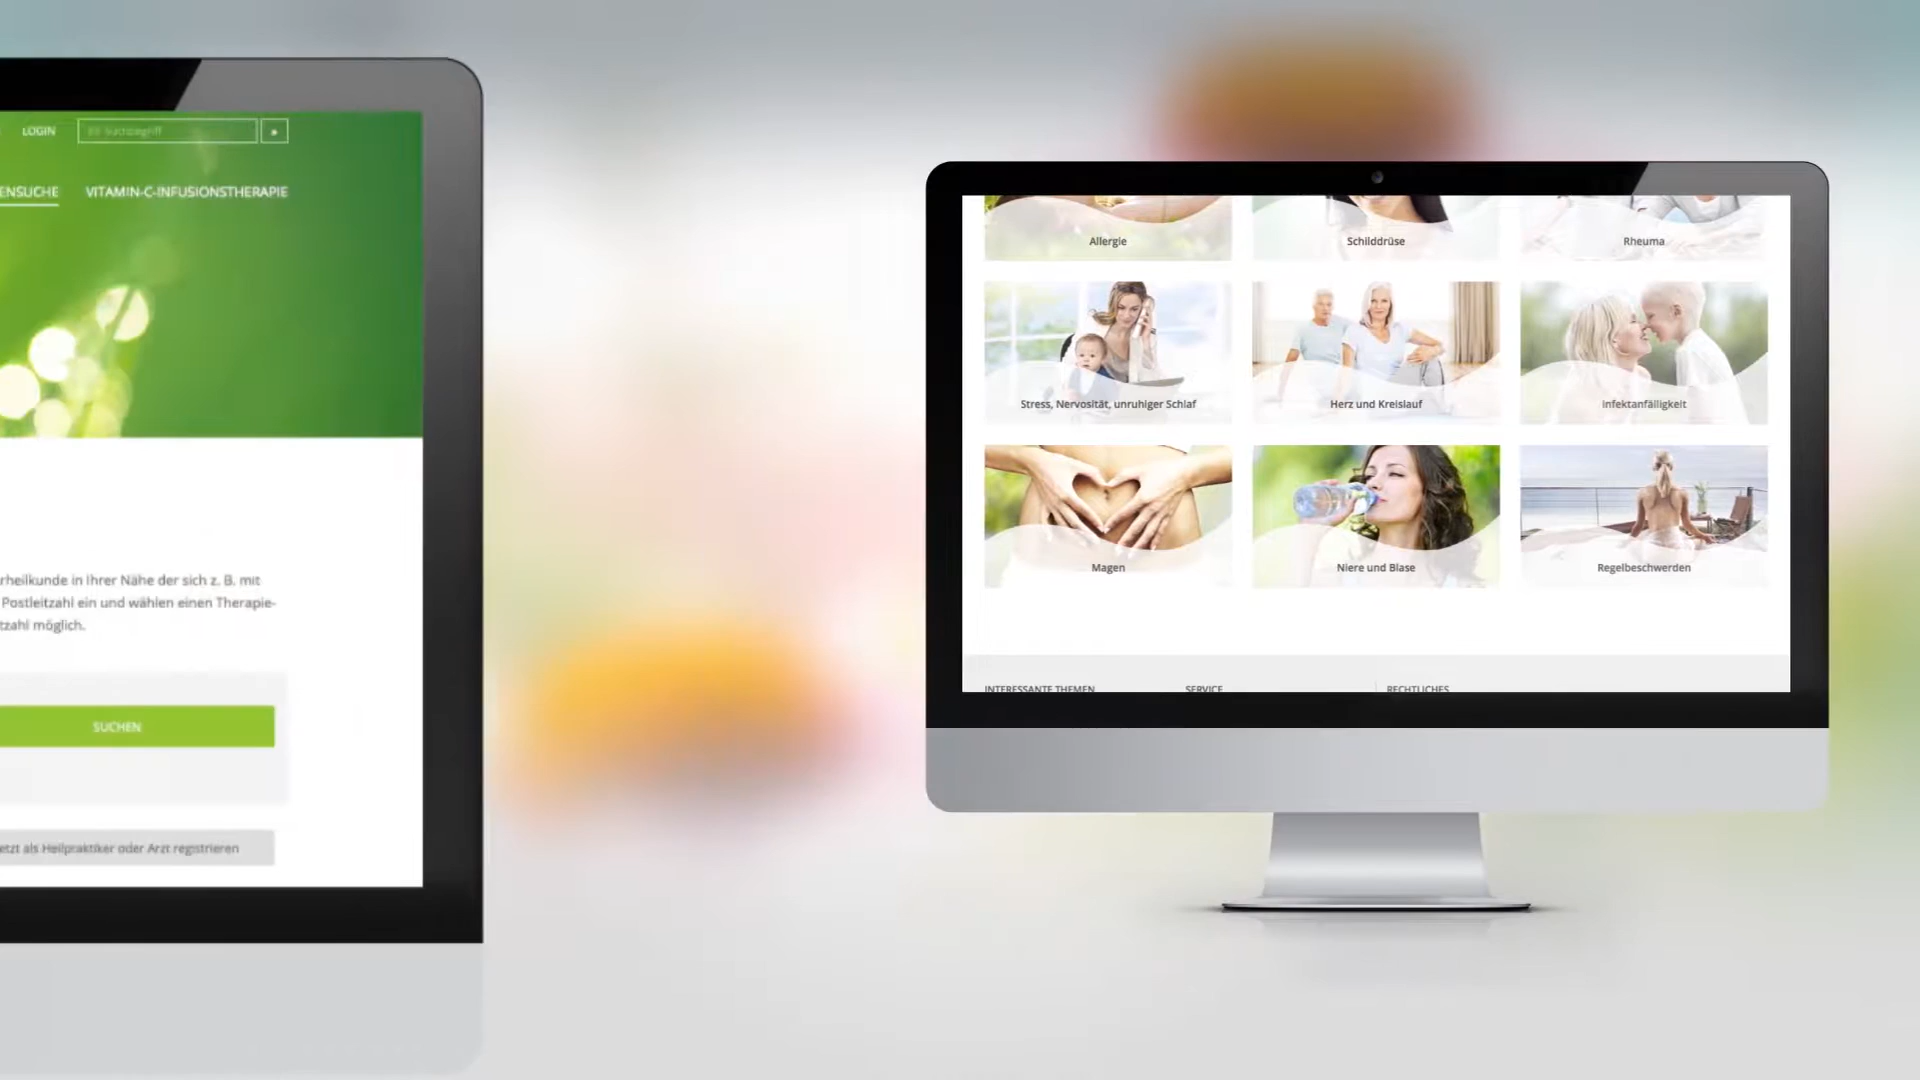 LOGIN
Ihr Suchbegriff
»
ENSUCHE
VITAMIN-C-INFUSIONSTHERAPIE
rheilkunde in Ihrer Nähe der sich z. B. mit
Postleitzahl ein und wählen einen Therapie-
tzahl möglich.
SUCHEN
etzt als Heilpraktiker oder Arzt registrieren
Allergie
Schilddrüse
Rheuma
Stress, Nervosität, unruhiger Schlaf
Herz und Kreislauf
Infektanfälligkeit
Magen
Niere und Blase
Regelbeschwerden
INTERESSANTE THEMEN
SERVICE
RECHTLICHES